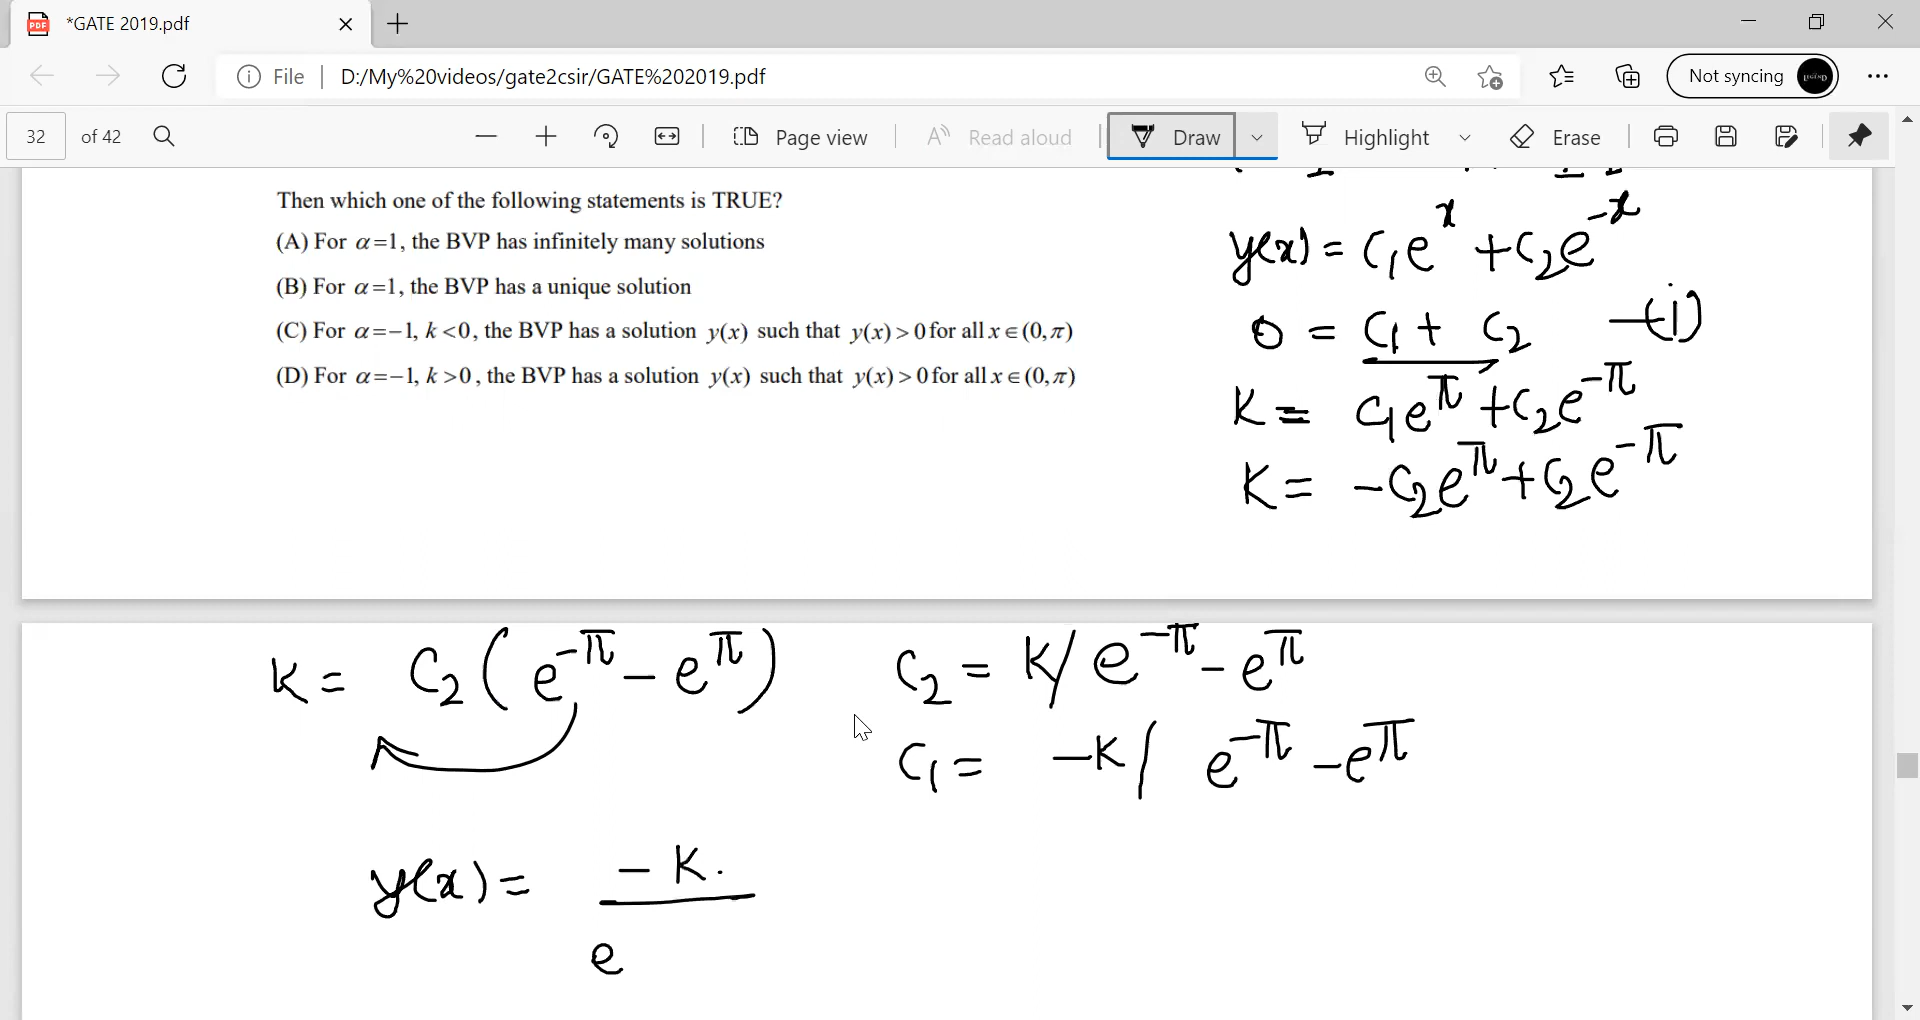 *GATE 2019.pdf
File | D:/My%20videos/gate2csir/GATE%202019.pdf
Not syncing
32 of 42
Page view
Read aloud
Draw
Highlight
Erase
Then which one of the following statements is TRUE?
(A) For α=1, the BVP has infinitely many solutions
(B) For α=1, the BVP has a unique solution
(C) For α=−1, k<0, the BVP has a solution y(x) such that y(x)>0 for all x∈(0,π)
(D) For α=−1, k>0, the BVP has a solution y(x) such that y(x)>0 for all x∈(0,π)
y(x) = C₁e^x + C₂e^-x
0 = C₁ + C₂ —(i)
K = C₁e^π + C₂e^-π
K = -C₂e^π + C₂e^-π
K = C₂(e^-π - e^π)
C₂ = K/e^-π - e^π
C₁ = -K/ e^-π - e^π
y(x) = -K.
e